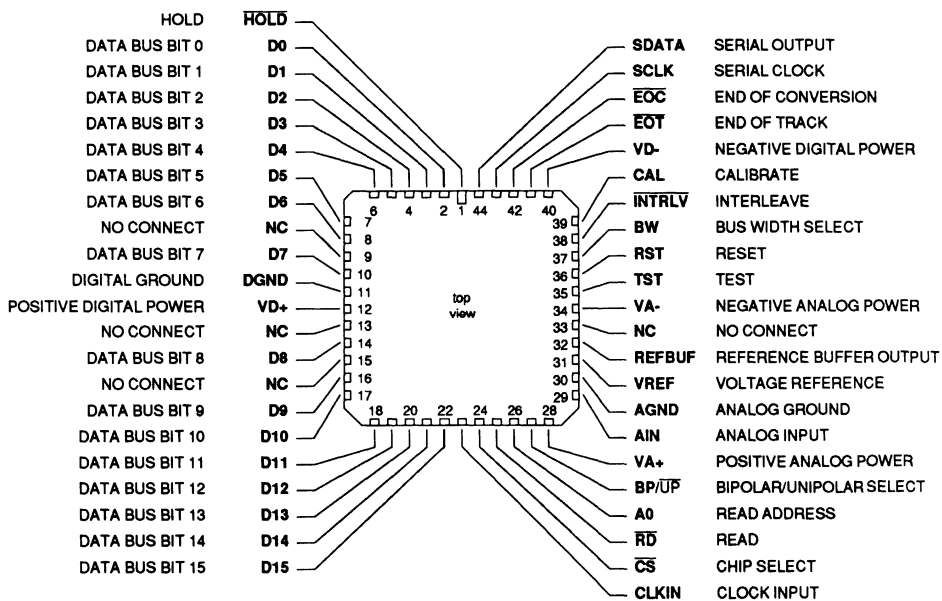 HOLD H̅O̅L̅D̅ SDATA SERIAL OUTPUT
DATA BUS BIT 0 D0 SCLK SERIAL CLOCK
DATA BUS BIT 1 D1 E̅O̅C̅ END OF CONVERSION
DATA BUS BIT 2 D2 E̅O̅T̅ END OF TRACK
DATA BUS BIT 3 D3 VD- NEGATIVE DIGITAL POWER
DATA BUS BIT 4 D4 CAL CALIBRATE
DATA BUS BIT 5 D5 I̅N̅T̅R̅L̅V̅ INTERLEAVE
DATA BUS BIT 6 D6 BW BUS WIDTH SELECT
NO CONNECT NC RST RESET
DATA BUS BIT 7 D7 TST TEST
DIGITAL GROUND DGND VA- NEGATIVE ANALOG POWER
POSITIVE DIGITAL POWER VD+ NC NO CONNECT
NO CONNECT NC REFBUF REFERENCE BUFFER OUTPUT
DATA BUS BIT 8 D8 VREF VOLTAGE REFERENCE
NO CONNECT NC AGND ANALOG GROUND
DATA BUS BIT 9 D9 AIN ANALOG INPUT
DATA BUS BIT 10 D10 VA+ POSITIVE ANALOG POWER
DATA BUS BIT 11 D11 BP/U̅P̅ BIPOLAR/UNIPOLAR SELECT
DATA BUS BIT 12 D12 A0 READ ADDRESS
DATA BUS BIT 13 D13 R̅D̅ READ
DATA BUS BIT 14 D14 C̅S̅ CHIP SELECT
DATA BUS BIT 15 D15 CLKIN CLOCK INPUT
6 4 2 1 44 42 40
7 39
8 38
9 37
10 36
11 35
12 34
13 33
14 32
15 31
16 30
17 29
18 20 22 24 26 28
top
view